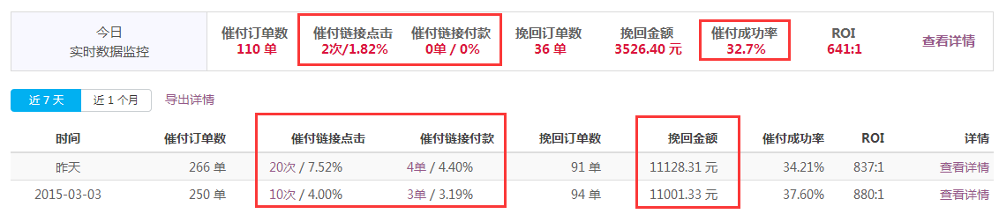 今日
实时数据监控
催付订单数 催付链接点击 催付链接付款 挽回订单数 挽回金额 催付成功率 ROI
110 单 2次/1.82% 0单 / 0% 36 单 3526.40 元 32.7% 641:1 查看详情
近 7 天 近 1 个月 导出详情
时间 催付订单数 催付链接点击 催付链接付款 挽回订单数 挽回金额 催付成功率 ROI 详情
昨天 266 单 20次 / 7.52% 4单 / 4.40% 91 单 11128.31 元 34.21% 837:1 查看详情
2015-03-03 250 单 10次 / 4.00% 3单 / 3.19% 94 单 11001.33 元 37.60% 880:1 查看详情